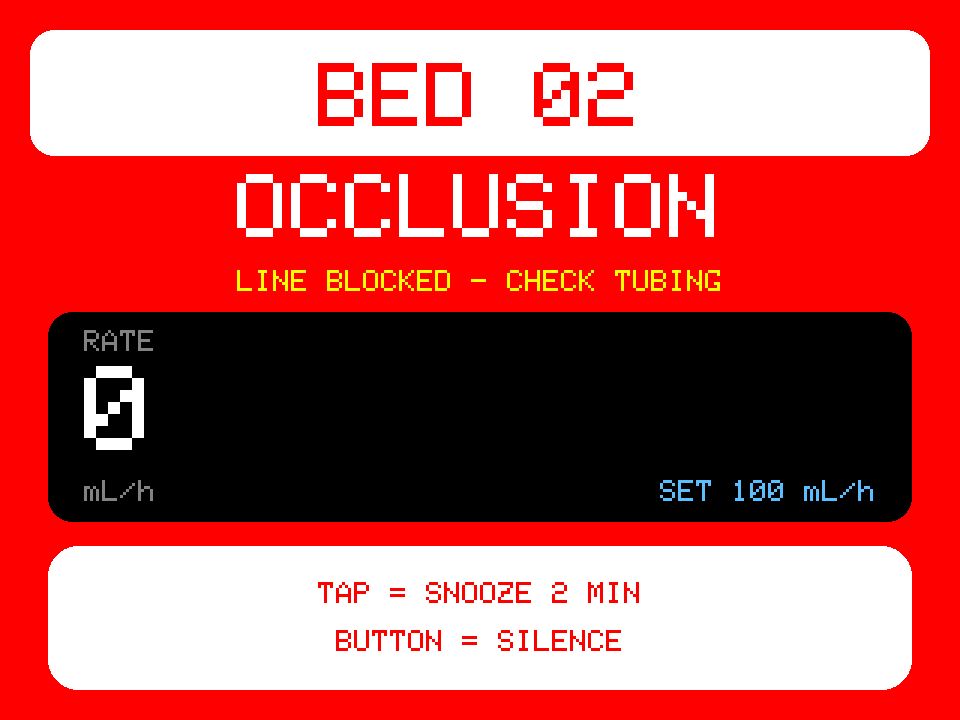 BED 02
OCCLUSION
LINE BLOCKED - CHECK TUBING
RATE
0
mL/h
SET 100 mL/h
TAP = SNOOZE 2 MIN
BUTTON = SILENCE